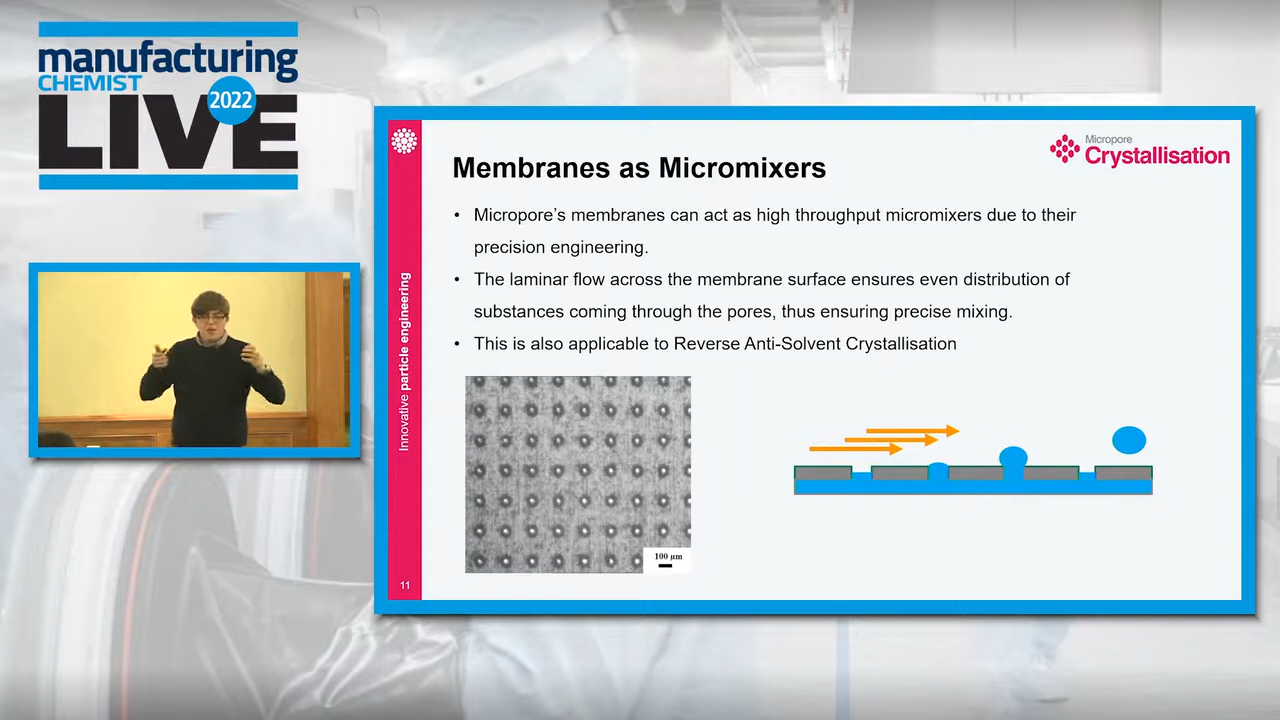 manufacturing
CHEMIST
LIVE
2022
Micropore
Crystallisation
Membranes as Micromixers
• Micropore's membranes can act as high throughput micromixers due to their
precision engineering.
• The laminar flow across the membrane surface ensures even distribution of
substances coming through the pores, thus ensuring precise mixing.
• This is also applicable to Reverse Anti-Solvent Crystallisation
Innovative particle engineering
100 µm
11